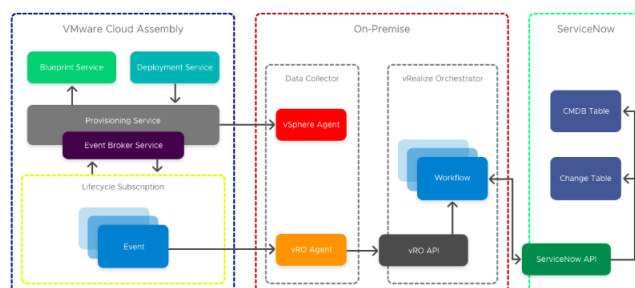 VMware Cloud Assembly
On-Premise
ServiceNow
Blueprint Service
Deployment Service
Data Collector
vRealize Orchestrator
Provisioning Service
vSphere Agent
CMDB Table
Event Broker Service
Lifecycle Subscription
Workflow
Change Table
Event
vRO Agent
vRO API
ServiceNow API